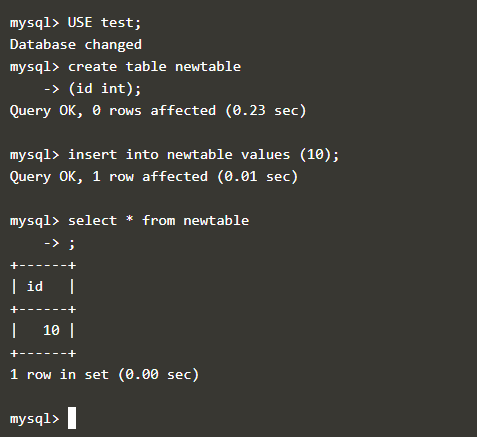 mysql> USE test;
Database changed
mysql> create table newtable
    -> (id int);
Query OK, 0 rows affected (0.23 sec)

mysql> insert into newtable values (10);
Query OK, 1 row affected (0.01 sec)

mysql> select * from newtable
    -> ;
+------+
| id   |
+------+
|   10 |
+------+
1 row in set (0.00 sec)

mysql>